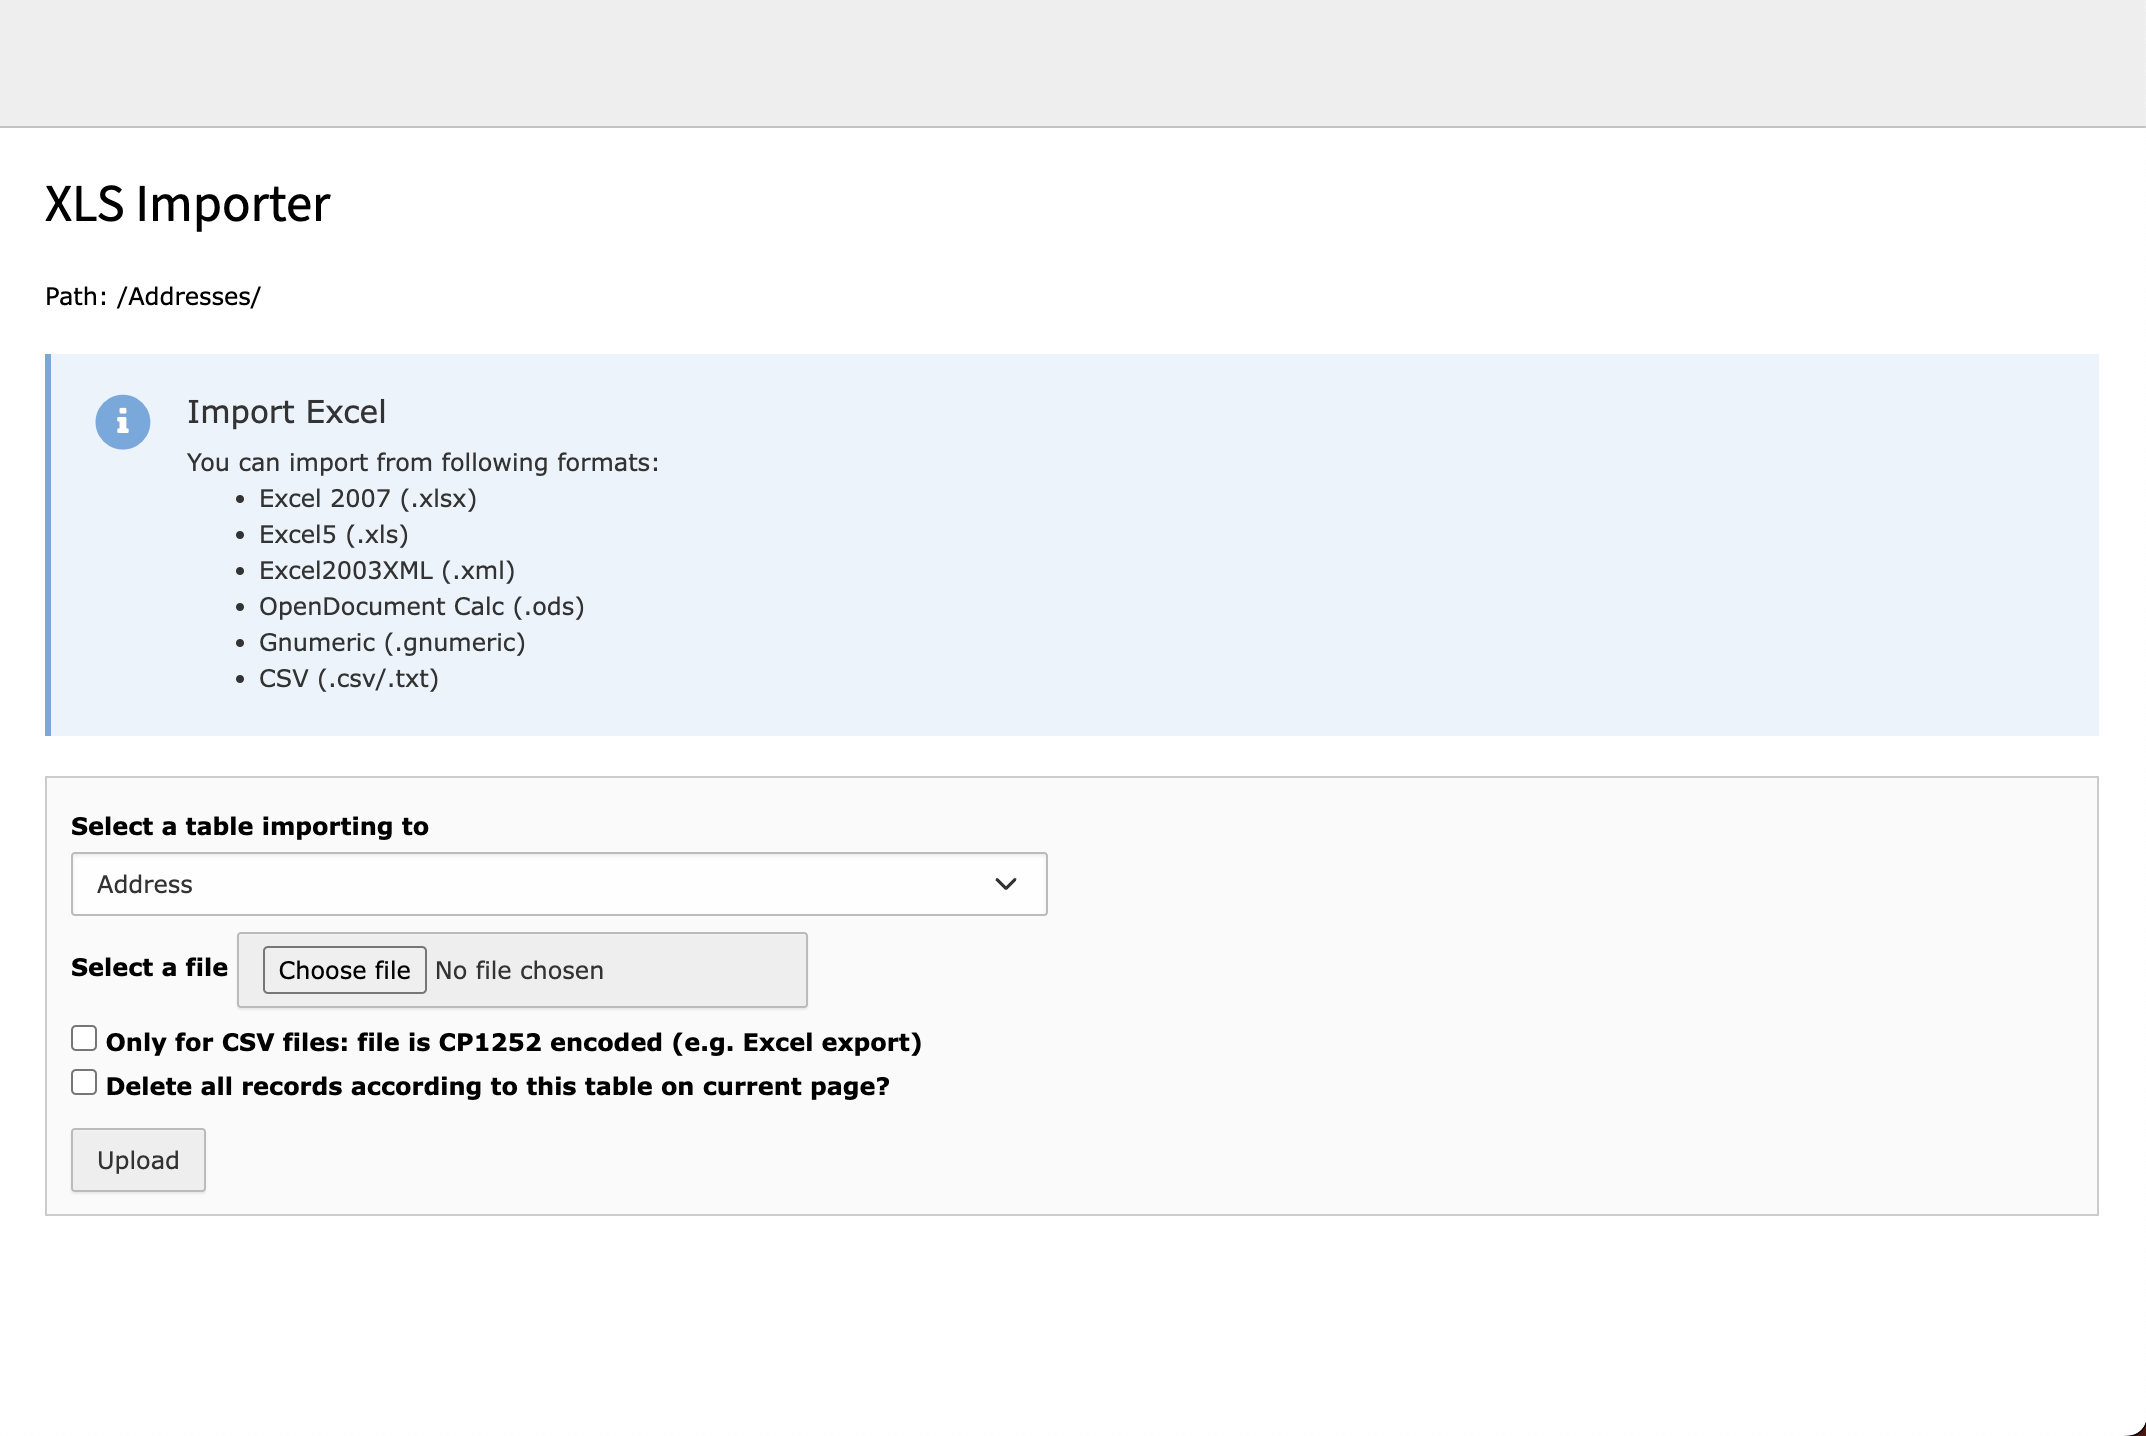 XLS Importer
Path: /Addresses/
Import Excel
You can import from following formats:
• Excel 2007 (.xlsx)
• Excel5 (.xls)
• Excel2003XML (.xml)
• OpenDocument Calc (.ods)
• Gnumeric (.gnumeric)
• CSV (.csv/.txt)
Select a table importing to
Address
Select a file Choose file No file chosen
Only for CSV files: file is CP1252 encoded (e.g. Excel export)
Delete all records according to this table on current page?
Upload